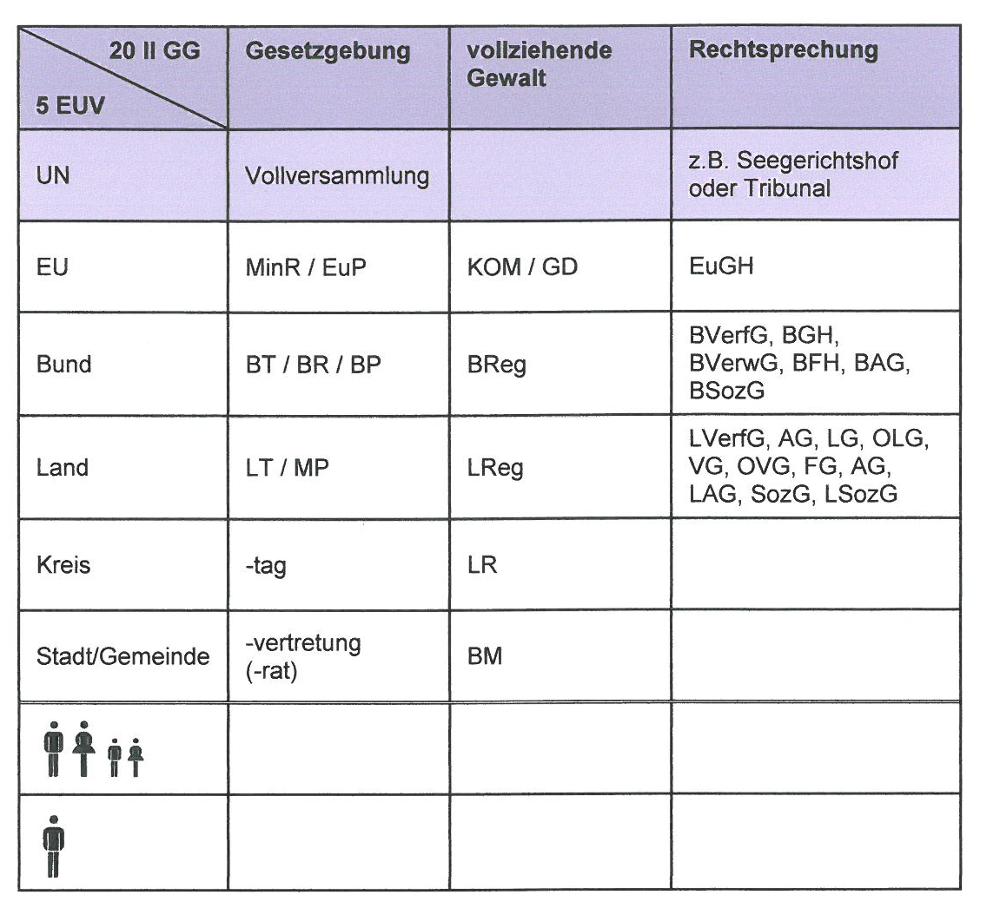 20 II GG
5 EUV
Gesetzgebung
vollziehende
Gewalt
Rechtsprechung
UN
Vollversammlung
z.B. Seegerichtshof
oder Tribunal
EU
MinR / EuP
KOM / GD
EuGH
Bund
BT / BR / BP
BReg
BVerfG, BGH,
BVerwG, BFH, BAG,
BSozG
Land
LT / MP
LReg
LVerfG, AG, LG, OLG,
VG, OVG, FG, AG,
LAG, SozG, LSozG
Kreis
-tag
LR
Stadt/Gemeinde
-vertretung
(-rat)
BM